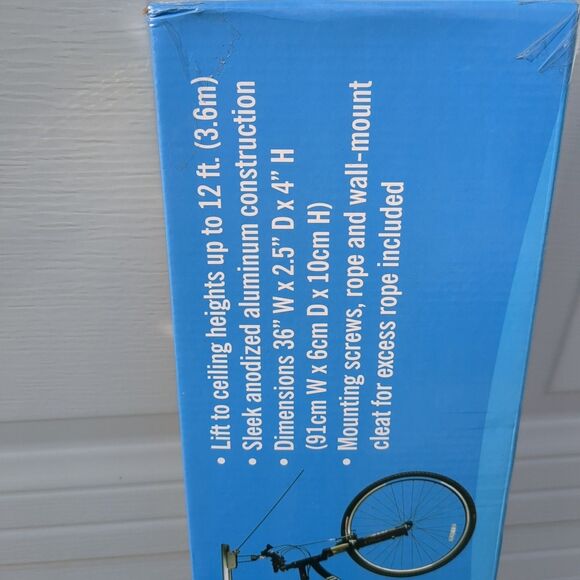 • Lift to ceiling heights up to 12 ft. (3.6m)
• Sleek anodized aluminum construction
• Dimensions 36” W x 2.5” D x 4” H
(91cm W x 6cm D x 10cm H)
• Mounting screws, rope and wall-mount
cleat for excess rope included